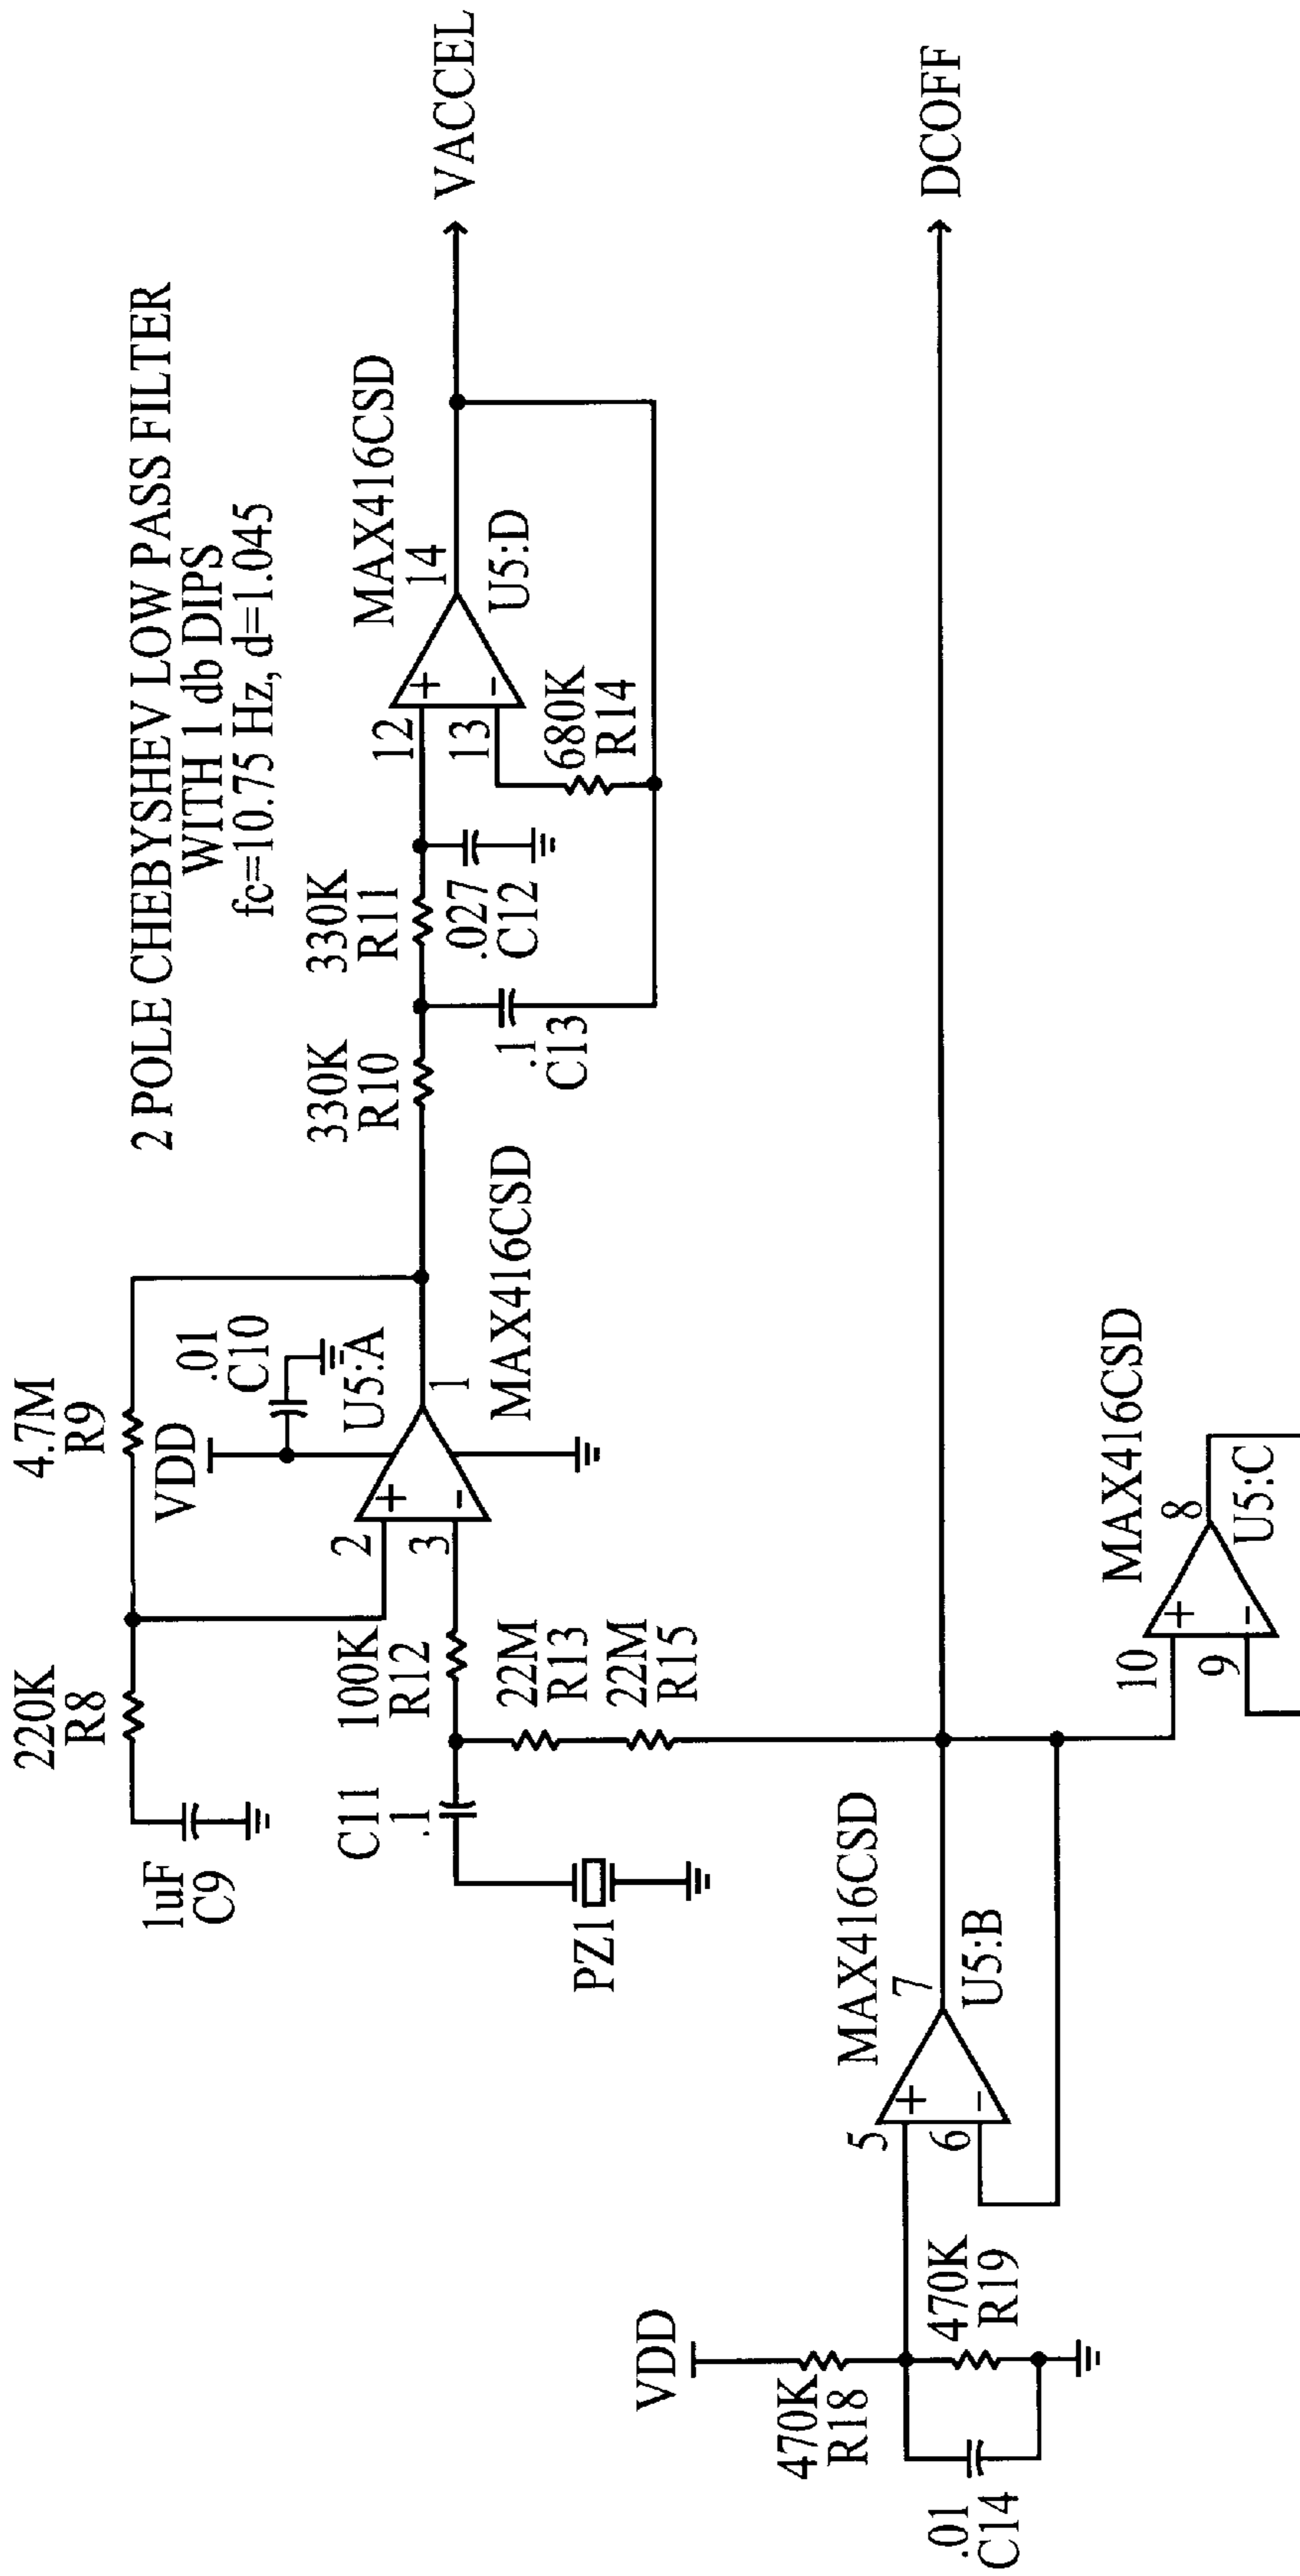 2 POLE CHEBYSHEV LOW PASS FILTER
WITH 1 db DIPS
fc=10.75 Hz, d=1.045
220K
R8
4.7M
R9
1uF
C9
VDD
.01
C10
U5:A
2
3
+
-
1
MAX416CSD
C11
.1
100K
R12
PZ1
22M
R13
22M
R15
330K
R10
330K
R11
.1
C13
.027
C12
12
13
+
-
14
MAX416CSD
U5:D
680K
R14
VACCEL
VDD
470K
R18
470K
R19
.01
C14
5
6
+
-
7
MAX416CSD
U5:B
DCOFF
10
9
+
-
8
MAX416CSD
U5:C